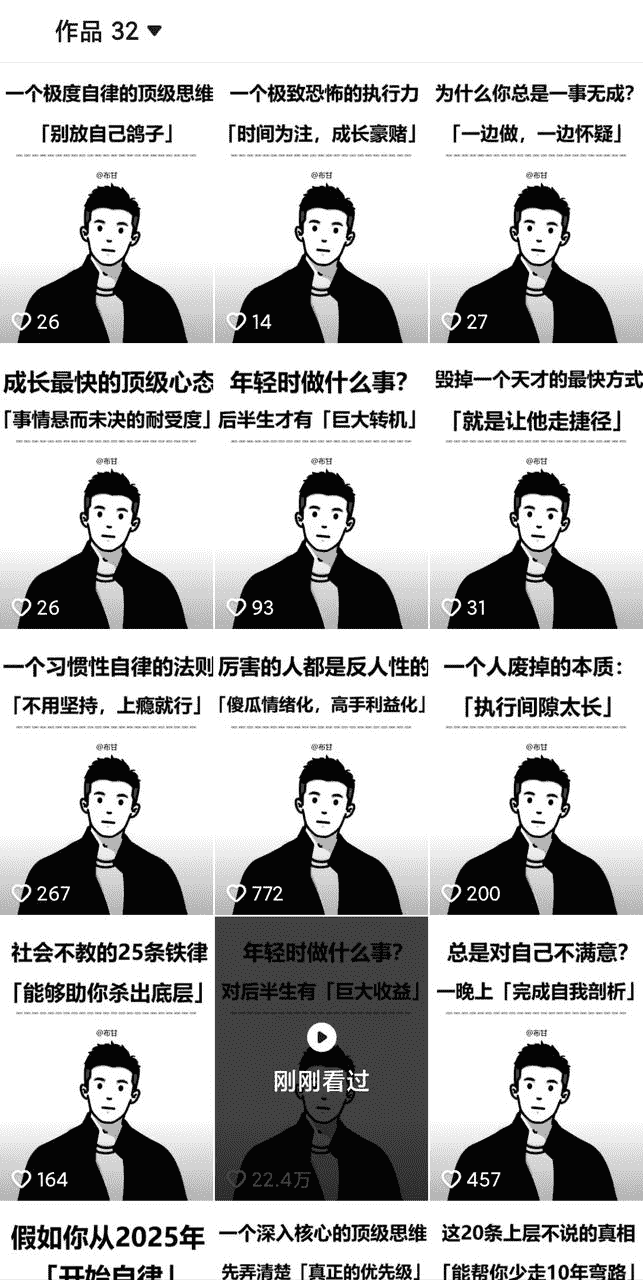 作品 32
一个极度自律的顶级思维
「别放自己鸽子」
@布甘
26
一个极致恐怖的执行力
「时间为注，成长豪赌」
@布甘
14
为什么你总是一事无成？
「一边做，一边怀疑」
@布甘
27
成长最快的顶级心态
「事情悬而未决的耐受度」
@布甘
26
年轻时做什么事？
后半生才有「巨大转机」
@布甘
93
毁掉一个天才的最快方式
「就是让他走捷径」
@布甘
31
一个习惯性自律的法则
「不用坚持，上瘾就行」
@布甘
267
厉害的人都是反人性的
「傻瓜情绪化，高手利益化」
@布甘
772
一个人废掉的本质：
「执行间隙太长」
@布甘
200
社会不教的25条铁律
「能够助你杀出底层」
@布甘
164
年轻时做什么事？
对后半生有「巨大收益」
刚刚看过
22.4万
总是对自己不满意？
一晚上「完成自我剖析」
@布甘
457
假如你从2025年
「开始自律」
一个深入核心的顶级思维
先弄清楚「真正的优先级」
这20条上层不说的真相
「能帮你少走10年弯路」